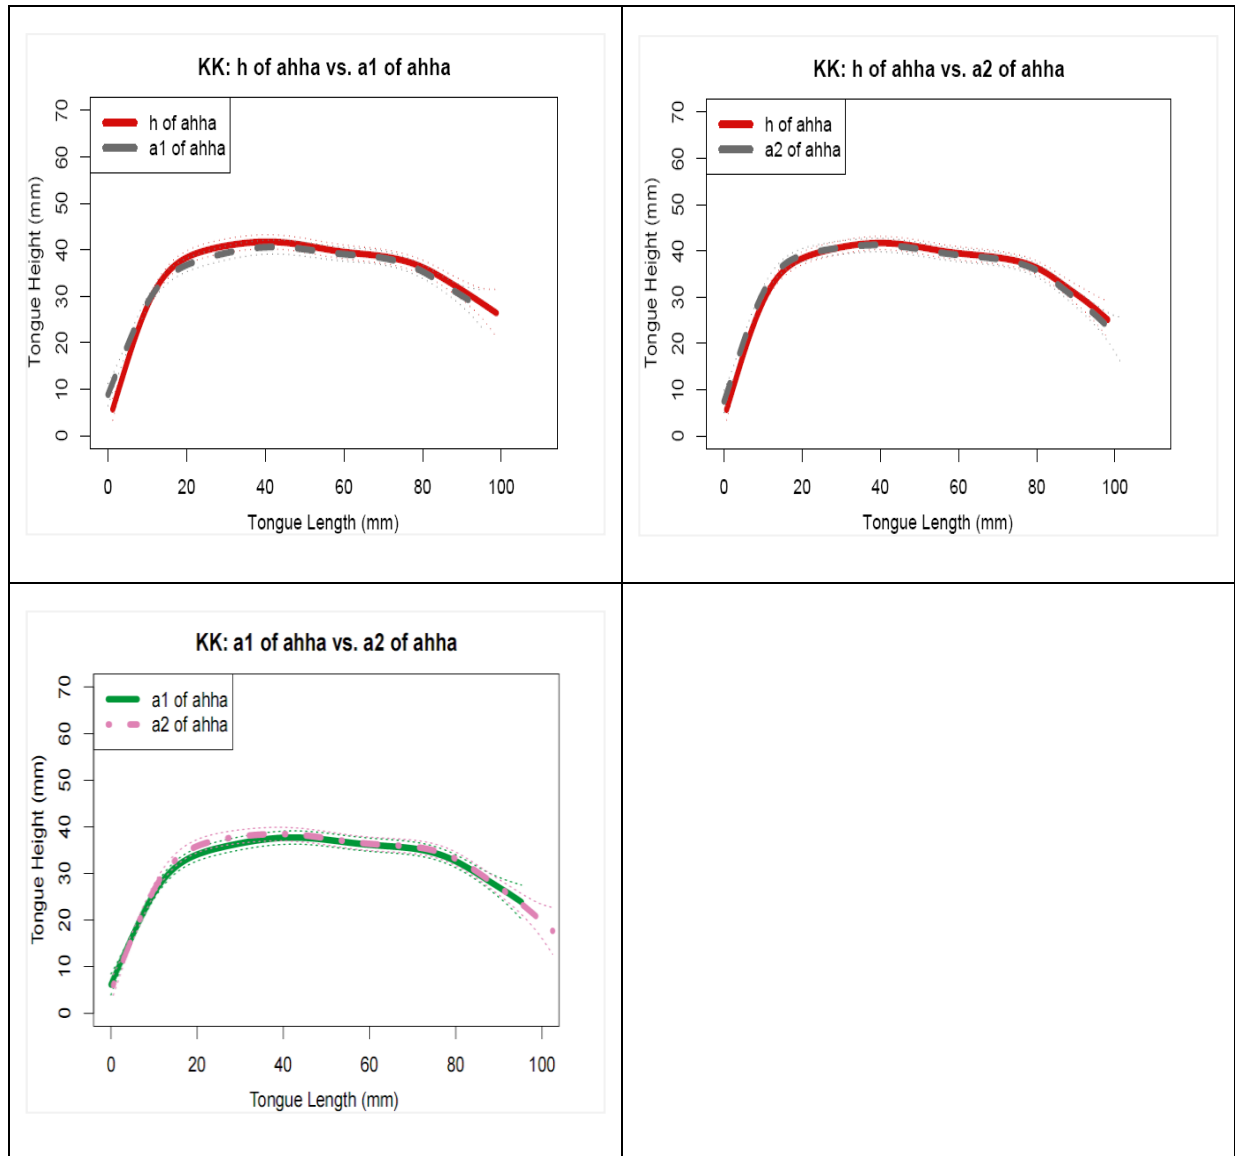 KK: h of ahha vs. a1 of ahha
h of ahha
a1 of ahha
Tongue Height (mm)
70
60
50
40
30
20
10
0
0 20 40 60 80 100
Tongue Length (mm)
KK: h of ahha vs. a2 of ahha
h of ahha
a2 of ahha
Tongue Height (mm)
70
60
50
40
30
20
10
0
0 20 40 60 80 100
Tongue Length (mm)
KK: a1 of ahha vs. a2 of ahha
a1 of ahha
a2 of ahha
Tongue Height (mm)
70
60
50
40
30
20
10
0
0 20 40 60 80 100
Tongue Length (mm)